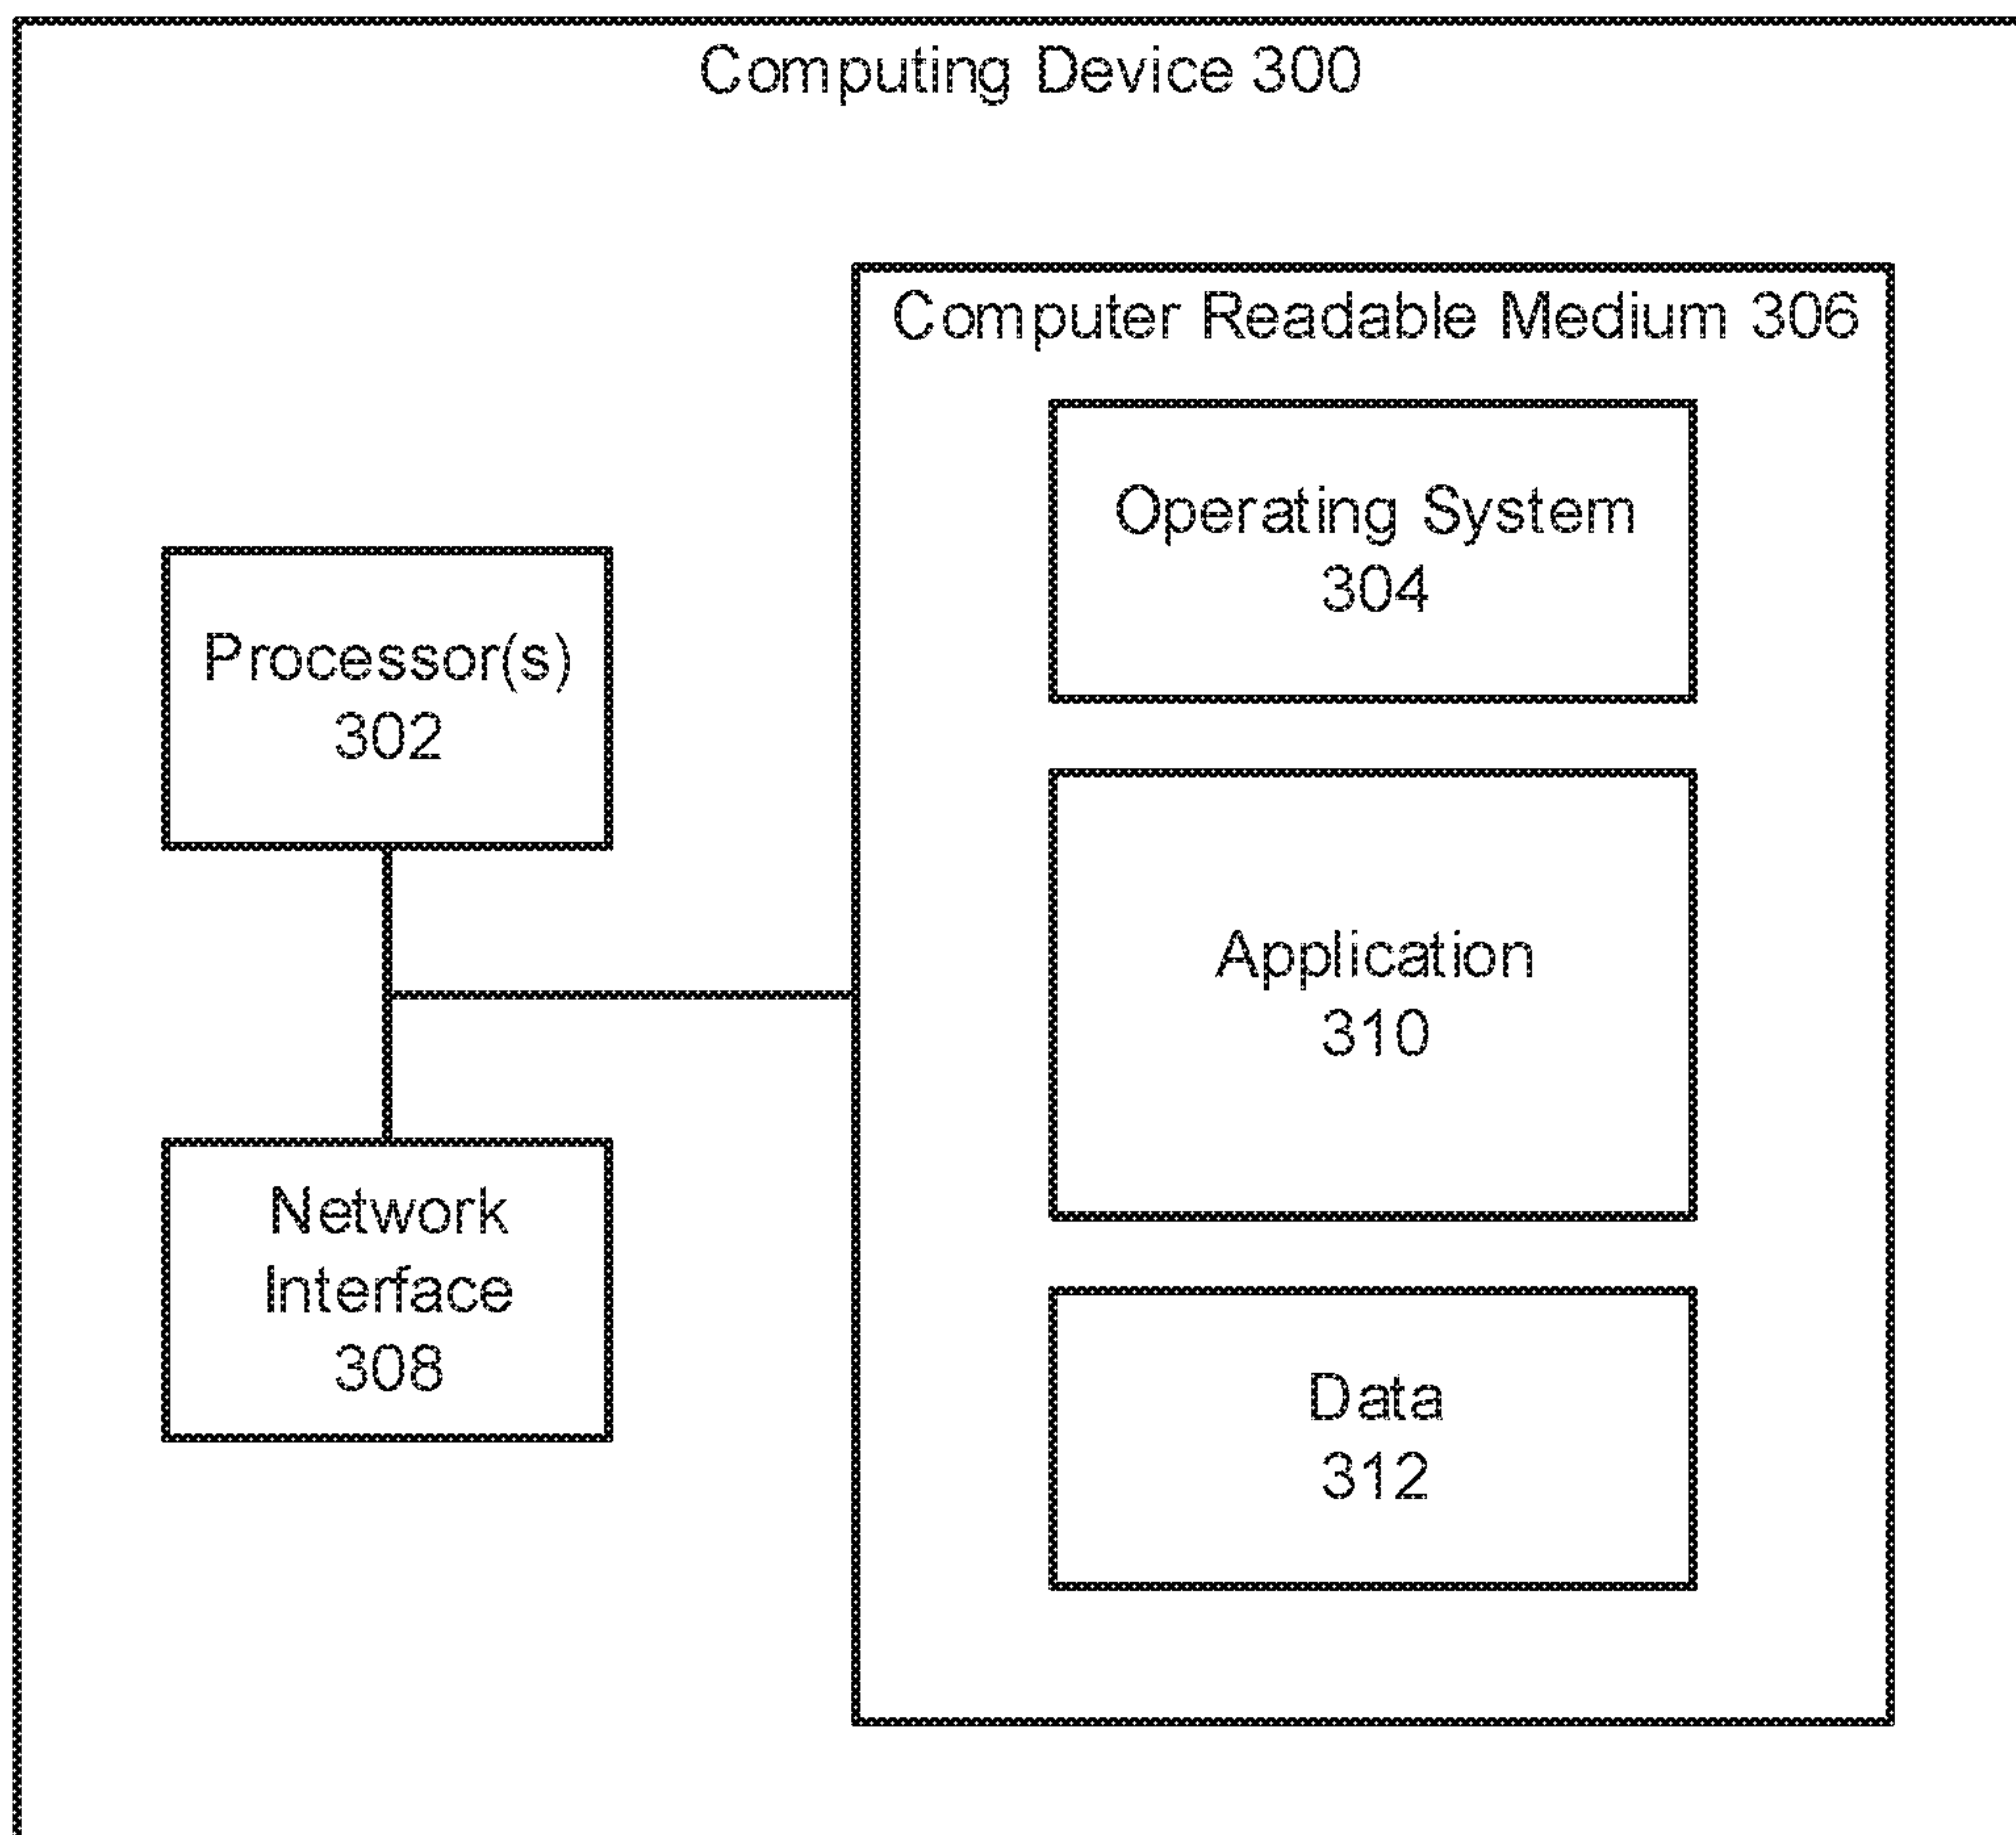 Computing Device 300
Computer Readable Medium 306
Operating System
304
Processor(s)
302
Application
310
Network
Interface
308
Data
312